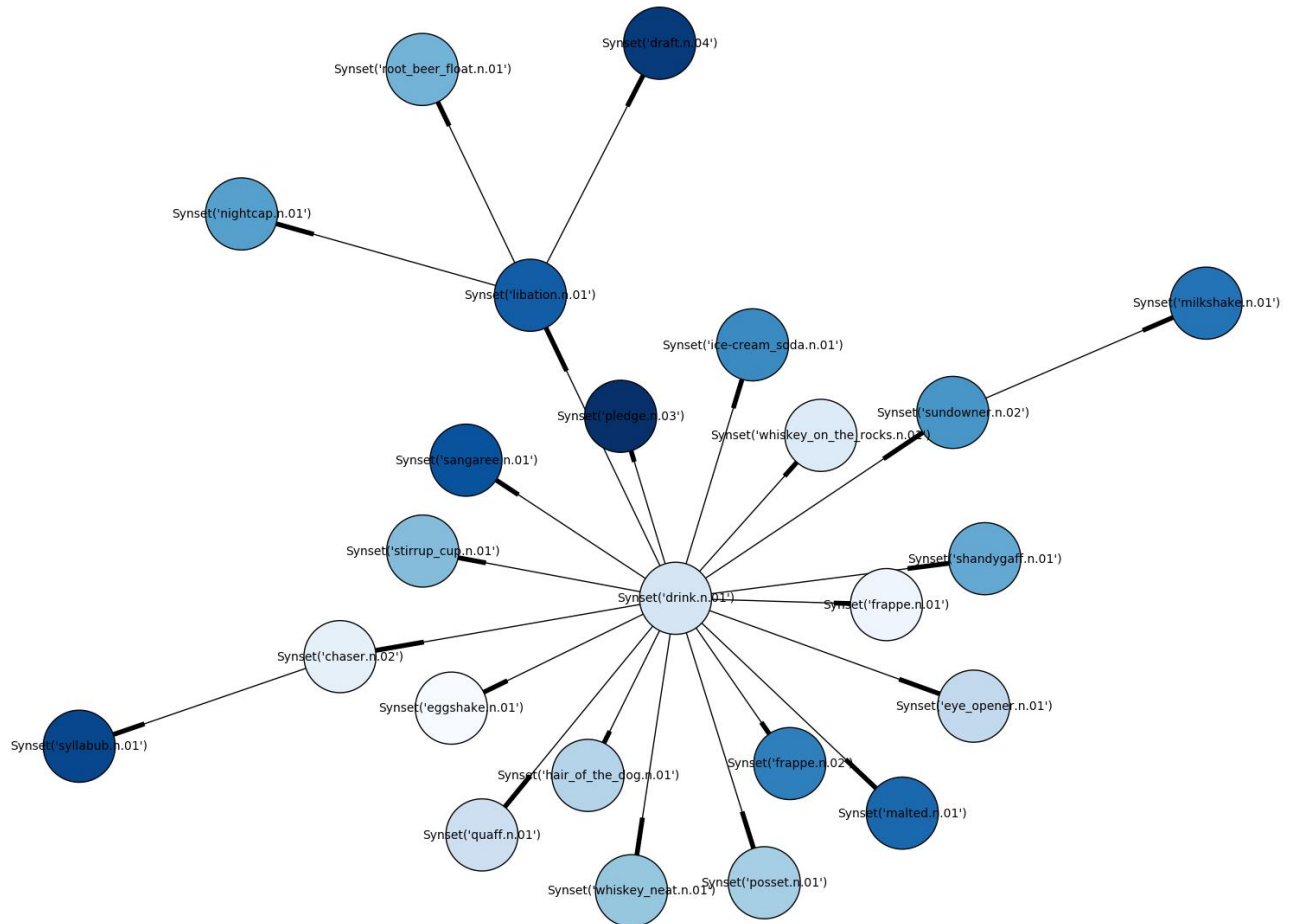 Synset('draft.n.04')
Synset('root_beer_float.n.01')
Synset('nightcap.n.01')
Synset('libation.n.01')
Synset('milkshake.n.01')
Synset('ice-cream_soda.n.01')
Synset('sundowner.n.02')
Synset('pledge.n.03')
Synset('whiskey_on_the_rocks.n.01')
Synset('sangaree.n.01')
Synset('stirrup_cup.n.01')
Synset('shandygaff.n.01')
Synset('drink.n.01')
Synset('frappe.n.01')
Synset('chaser.n.02')
Synset('eggshake.n.01')
Synset('eye_opener.n.01')
Synset('syllabub.n.01')
Synset('frappe.n.02')
Synset('hair_of_the_dog.n.01')
Synset('malted.n.01')
Synset('quaff.n.01')
Synset('posset.n.01')
Synset('whiskey_neat.n.01')